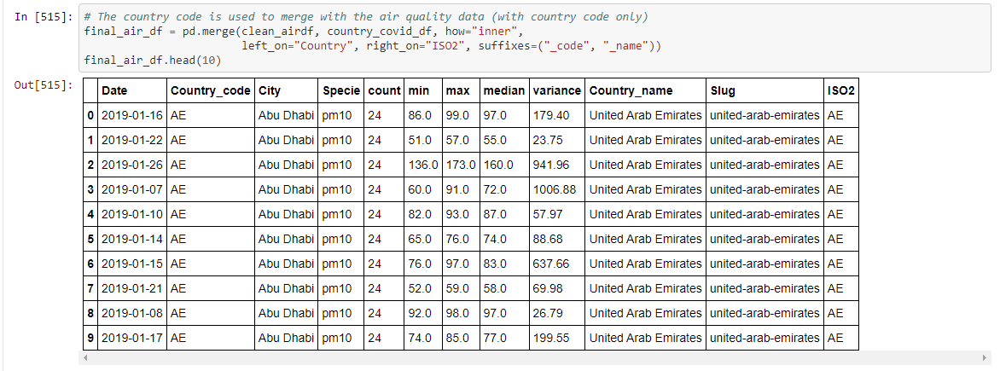 In [515]: # The country code is used to merge with the air quality data (with country code only)
final_air_df = pd.merge(clean_airdf, country_covid_df, how="inner",
left_on="Country", right_on="ISO2", suffixes=("_code", "_name"))
final_air_df.head(10)
Out[515]:
Date Country_code City Specie count min max median variance Country_name Slug ISO2
0 2019-01-16 AE Abu Dhabi pm10 24 86.0 99.0 97.0 179.40 United Arab Emirates united-arab-emirates AE
1 2019-01-22 AE Abu Dhabi pm10 24 51.0 57.0 55.0 23.75 United Arab Emirates united-arab-emirates AE
2 2019-01-26 AE Abu Dhabi pm10 24 136.0 173.0 160.0 941.96 United Arab Emirates united-arab-emirates AE
3 2019-01-07 AE Abu Dhabi pm10 24 60.0 91.0 72.0 1006.88 United Arab Emirates united-arab-emirates AE
4 2019-01-10 AE Abu Dhabi pm10 24 82.0 93.0 87.0 57.97 United Arab Emirates united-arab-emirates AE
5 2019-01-14 AE Abu Dhabi pm10 24 65.0 76.0 74.0 88.68 United Arab Emirates united-arab-emirates AE
6 2019-01-15 AE Abu Dhabi pm10 24 76.0 97.0 83.0 637.66 United Arab Emirates united-arab-emirates AE
7 2019-01-21 AE Abu Dhabi pm10 24 52.0 59.0 58.0 69.98 United Arab Emirates united-arab-emirates AE
8 2019-01-08 AE Abu Dhabi pm10 24 92.0 98.0 97.0 26.79 United Arab Emirates united-arab-emirates AE
9 2019-01-17 AE Abu Dhabi pm10 24 74.0 85.0 77.0 199.55 United Arab Emirates united-arab-emirates AE